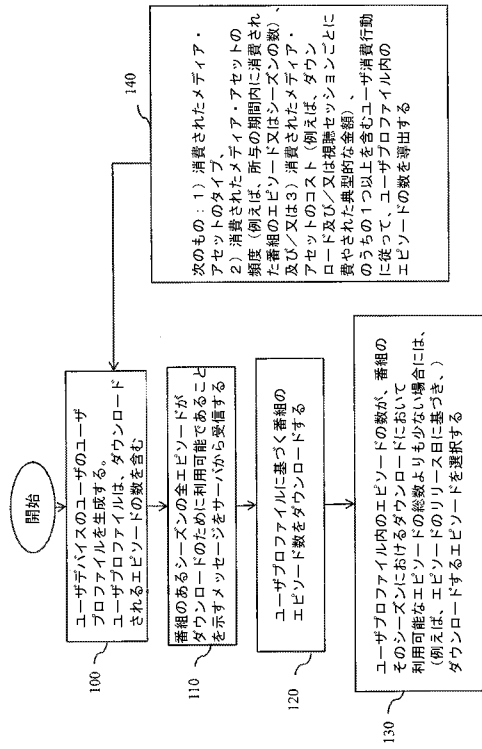 開始
ユーザデバイスのユーザのユーザ
プロファイルを生成する。
ユーザプロファイルは、ダウンロード
されるエピソードの数を含む
100
番組のあるシーズンの全エピソードが
ダウンロードのために利用可能であること
を示すメッセージをサーバから受信する
110
ユーザプロファイルに基づく番組の
エピソード数をダウンロードする
120
ユーザプロファイル内のエピソードの数が、番組の
そのシーズンにおけるダウンロードにおいて
利用可能なエピソードの総数よりも少ない場合には、
(例えば、エピソードのリリース日に基づき、)
ダウンロードするエピソードを選択する
130
140
次のもの:1)消費されたメディア・
アセットのタイプ、
2)消費されたメディア・アセットの
頻度(例えば、所与の期間内に消費され
た番組のエピソード又はシーズンの数)、
及び/又は3)消費されたメディア・
アセットのコスト(例えば、ダウン
ロード及び/又は視聴セッションごとに
費やされた典型的な金額)、
のうちの1つ以上を含むユーザ消費行動
に従って、ユーザプロファイル内の
エピソードの数を導出する